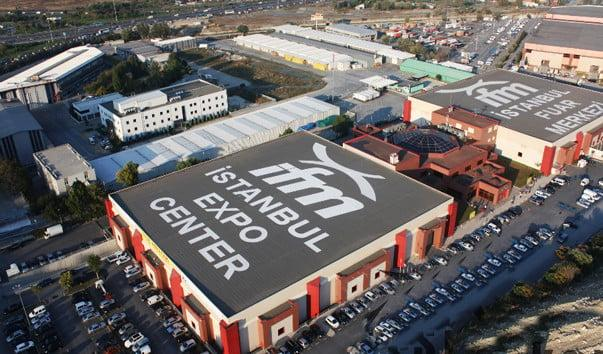 ifm
İSTANBUL
EXPO
CENTER
ifm
İSTANBUL
FUAR
MERKEZİ